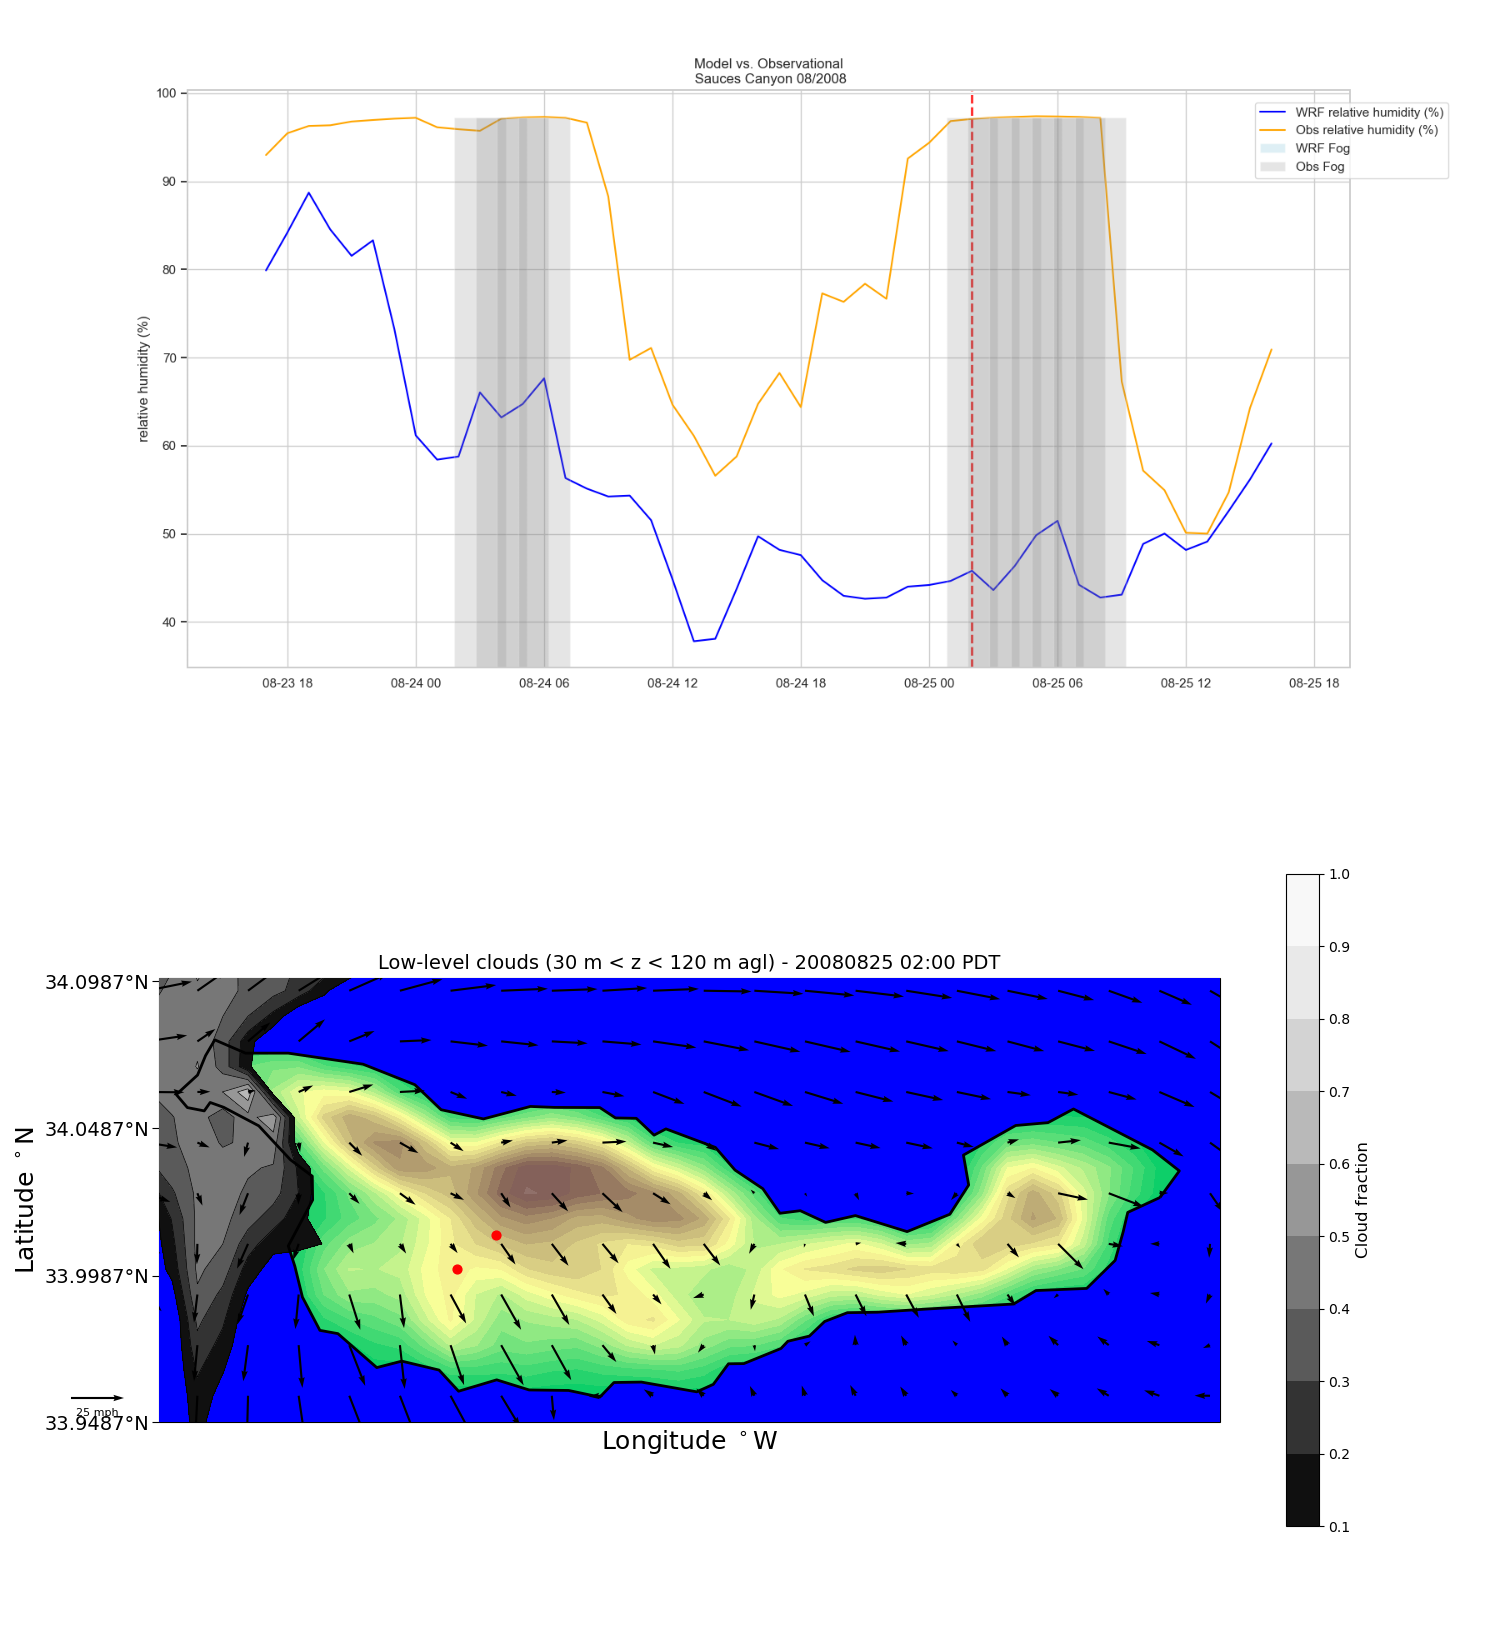 Model vs. Observational
Sauces Canyon 08/2008
100
90
80
70
60
50
40
relative humidity (%)
WRF relative humidity (%)
Obs relative humidity (%)
WRF Fog
Obs Fog
08-23 18
08-24 00
08-24 06
08-24 12
08-24 18
08-25 00
08-25 06
08-25 12
08-25 18
Low-level clouds (30 m < z < 120 m agl) - 20080825 02:00 PDT
34.0987°N
34.0487°N
33.9987°N
33.9487°N
Latitude °N
25 mph
Longitude °W
1.0
0.9
0.8
0.7
0.6
0.5
0.4
0.3
0.2
0.1
Cloud fraction